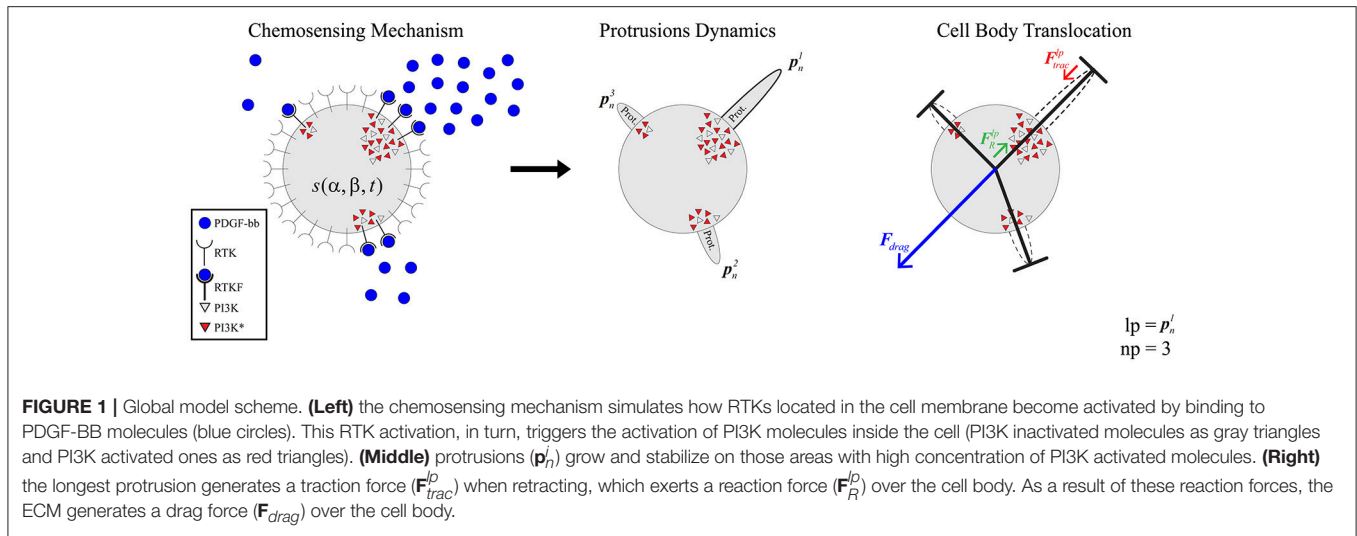 Chemosensing Mechanism
Protrusions Dynamics
Cell Body Translocation
s(α, β, t)
PDGF-bb
RTK
RTKF
PI3K
PI3K*
p_n^1
p_n^3
Prot.
Prot.
Prot.
p_n^2
F_trac^lp
F_R^lp
F_drag
lp = p_n^1
np = 3
FIGURE 1 | Global model scheme. (Left) the chemosensing mechanism simulates how RTKs located in the cell membrane become activated by binding to
PDGF-BB molecules (blue circles). This RTK activation, in turn, triggers the activation of PI3K molecules inside the cell (PI3K inactivated molecules as gray triangles
and PI3K activated ones as red triangles). (Middle) protrusions (p_n^i) grow and stabilize on those areas with high concentration of PI3K activated molecules. (Right)
the longest protrusion generates a traction force (F_trac^lp) when retracting, which exerts a reaction force (F_R^lp) over the cell body. As a result of these reaction forces, the
ECM generates a drag force (F_drag) over the cell body.